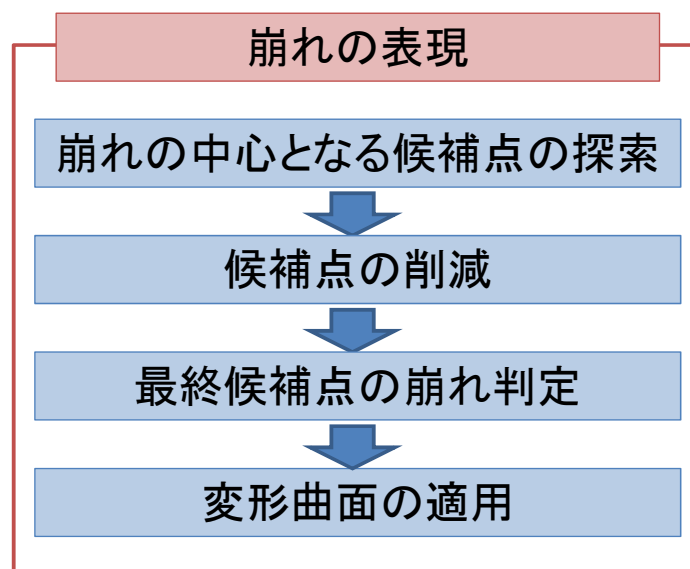 崩れの表現
崩れの中心となる候補点の探索
候補点の削減
最終候補点の崩れ判定
変形曲面の適用